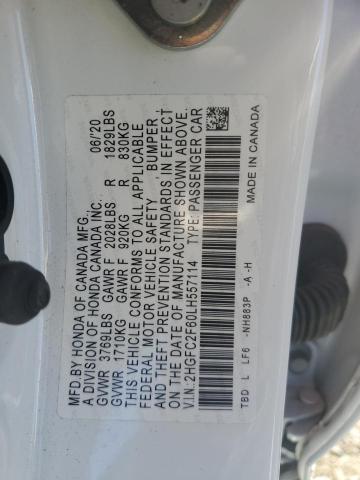 MFD.BY HONDA OF CANADA MFG. 06/20
A DIVISION OF HONDA CANADA INC.
GVWR 3769LBS GAWR F 2028LBS R 1829LBS
GVWR 1710KG GAWR F 920KG R 830KG
THIS VEHICLE CONFORMS TO ALL APPLICABLE
FEDERAL MOTOR VEHICLE SAFETY, BUMPER,
AND THEFT PREVENTION STANDARDS IN EFFECT
ON THE DATE OF MANUFACTURE SHOWN ABOVE.
V.I.N.:2HGFC2F60LH557114 TYPE: PASSENGER CAR
TBD L LF6 -NH883P -A -H MADE IN CANADA